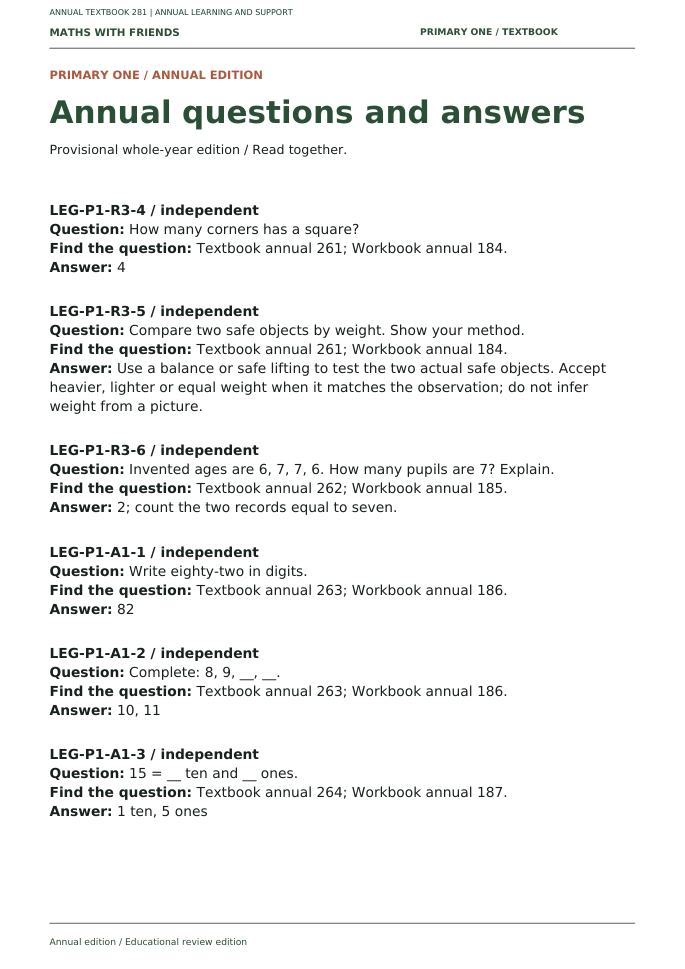 ANNUAL TEXTBOOK 281 | ANNUAL LEARNING AND SUPPORT
MATHS WITH FRIENDS
PRIMARY ONE / TEXTBOOK
PRIMARY ONE / ANNUAL EDITION
Annual questions and answers
Provisional whole-year edition / Read together.
LEG-P1-R3-4 / independent
Question: How many corners has a square?
Find the question: Textbook annual 261; Workbook annual 184.
Answer: 4
LEG-P1-R3-5 / independent
Question: Compare two safe objects by weight. Show your method.
Find the question: Textbook annual 261; Workbook annual 184.
Answer: Use a balance or safe lifting to test the two actual safe objects. Accept
heavier, lighter or equal weight when it matches the observation; do not infer
weight from a picture.
LEG-P1-R3-6 / independent
Question: Invented ages are 6, 7, 7, 6. How many pupils are 7? Explain.
Find the question: Textbook annual 262; Workbook annual 185.
Answer: 2; count the two records equal to seven.
LEG-P1-A1-1 / independent
Question: Write eighty-two in digits.
Find the question: Textbook annual 263; Workbook annual 186.
Answer: 82
LEG-P1-A1-2 / independent
Question: Complete: 8, 9, __, __.
Find the question: Textbook annual 263; Workbook annual 186.
Answer: 10, 11
LEG-P1-A1-3 / independent
Question: 15 = __ ten and __ ones.
Find the question: Textbook annual 264; Workbook annual 187.
Answer: 1 ten, 5 ones
Annual edition / Educational review edition